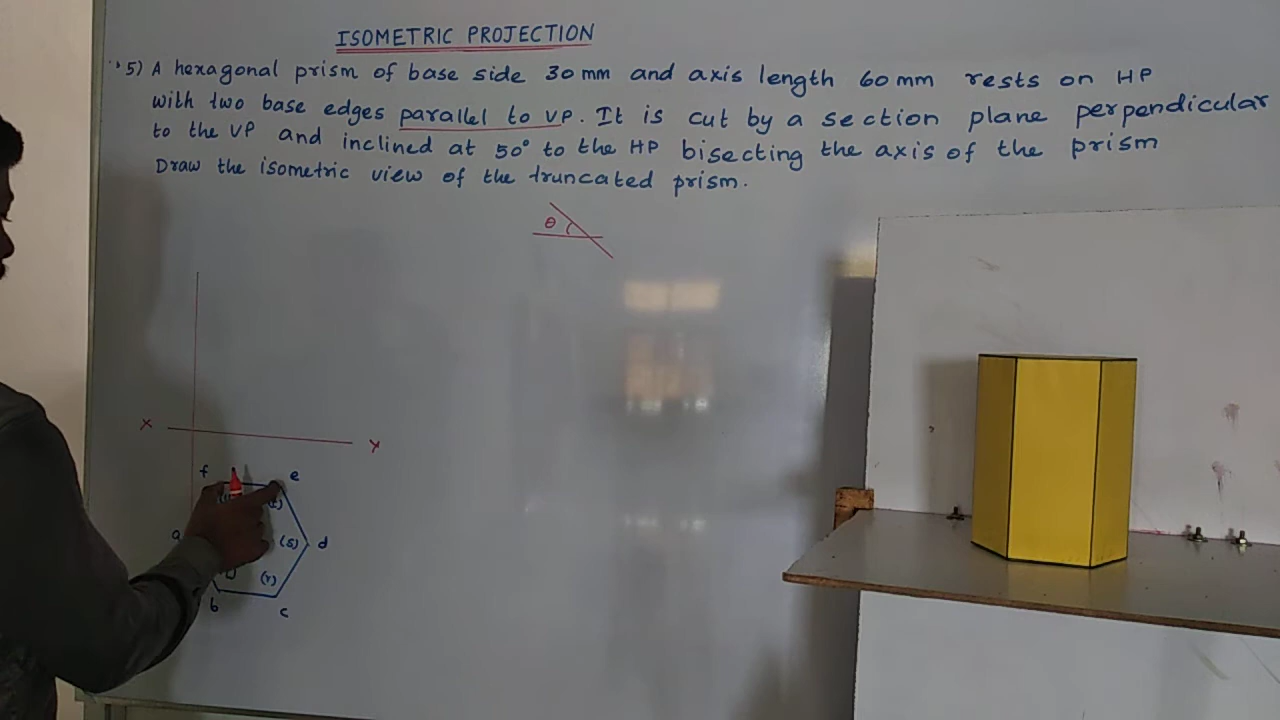 ISOMETRIC PROJECTION
5) A hexagonal prism of base side 30 mm and axis length 60 mm rests on HP
with two base edges parallel to VP. It is cut by a section plane perpendicular
to the VP and inclined at 50° to the HP bisecting the axis of the prism
Draw the isometric view of the truncated prism.
θ
X
Y
f
e
a
(s)
d
(r)
b
c